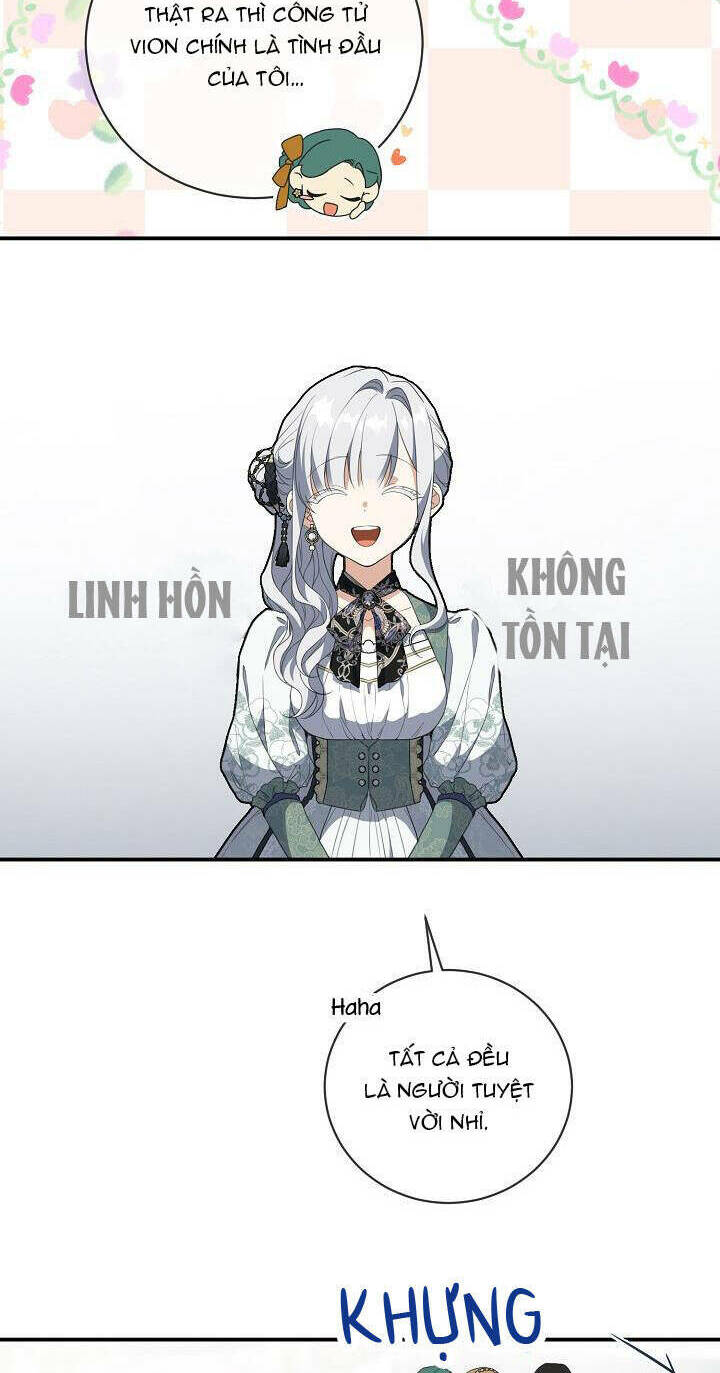 THẬT RA THÌ CÔNG TỬ
VION CHÍNH LÀ TÌNH ĐẦU
CỦA TÔI...
LINH HỒN
KHÔNG
TỒN TẠI
Haha
TẤT CẢ ĐỀU
LÀ NGƯỜI TUYỆT
VỜI NHỈ.
KHỰNG